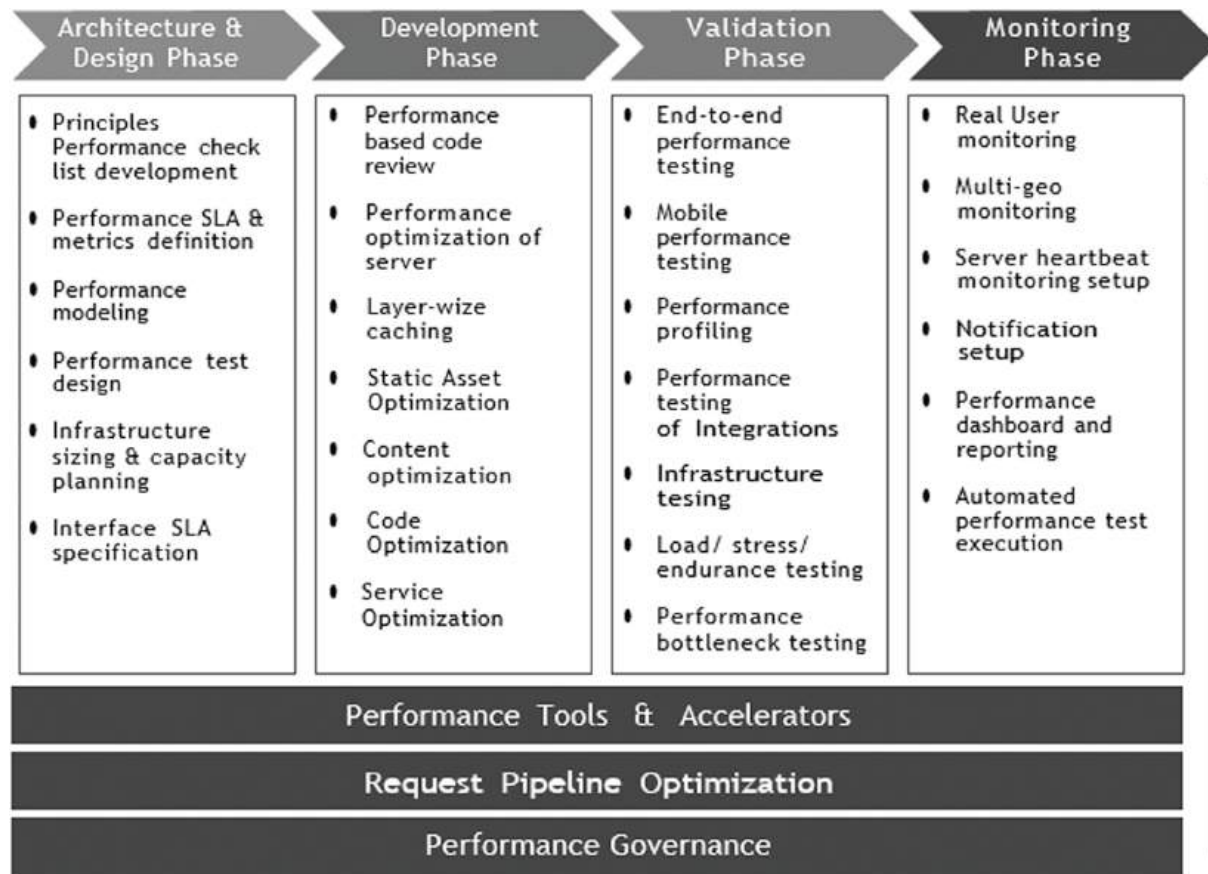 Architecture &
Design Phase
Development
Phase
Validation
Phase
Monitoring
Phase
Principles
Performance check
list development
Performance SLA &
metrics definition
Performance
modeling
Performance test
design
Infrastructure
sizing & capacity
planning
Interface SLA
specification
Performance
based code
review
Performance
optimization of
server
Layer-wize
caching
Static Asset
Optimization
Content
optimization
Code
Optimization
Service
Optimization
End-to-end
performance
testing
Mobile
performance
testing
Performance
profiling
Performance
testing
of Integrations
Infrastructure
tesing
Load/ stress/
endurance testing
Performance
bottleneck testing
Real User
monitoring
Multi-geo
monitoring
Server heartbeat
monitoring setup
Notification
setup
Performance
dashboard and
reporting
Automated
performance test
execution
Performance Tools & Accelerators
Request Pipeline Optimization
Performance Governance